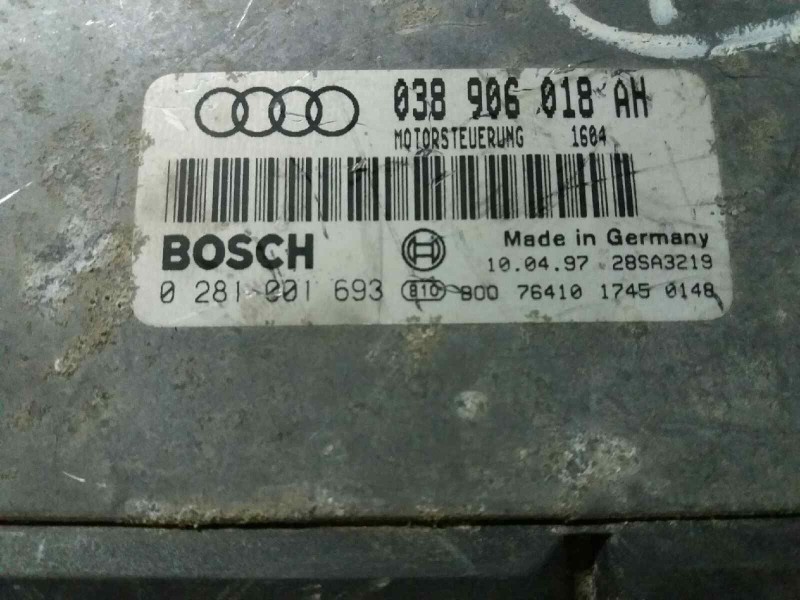 038 906 018 AH
MOTORSTEUERUNG 1604
BOSCH
Made in Germany
10.04.97 28SA3219
0 281 001 693 B10 800 76410 1745 0148